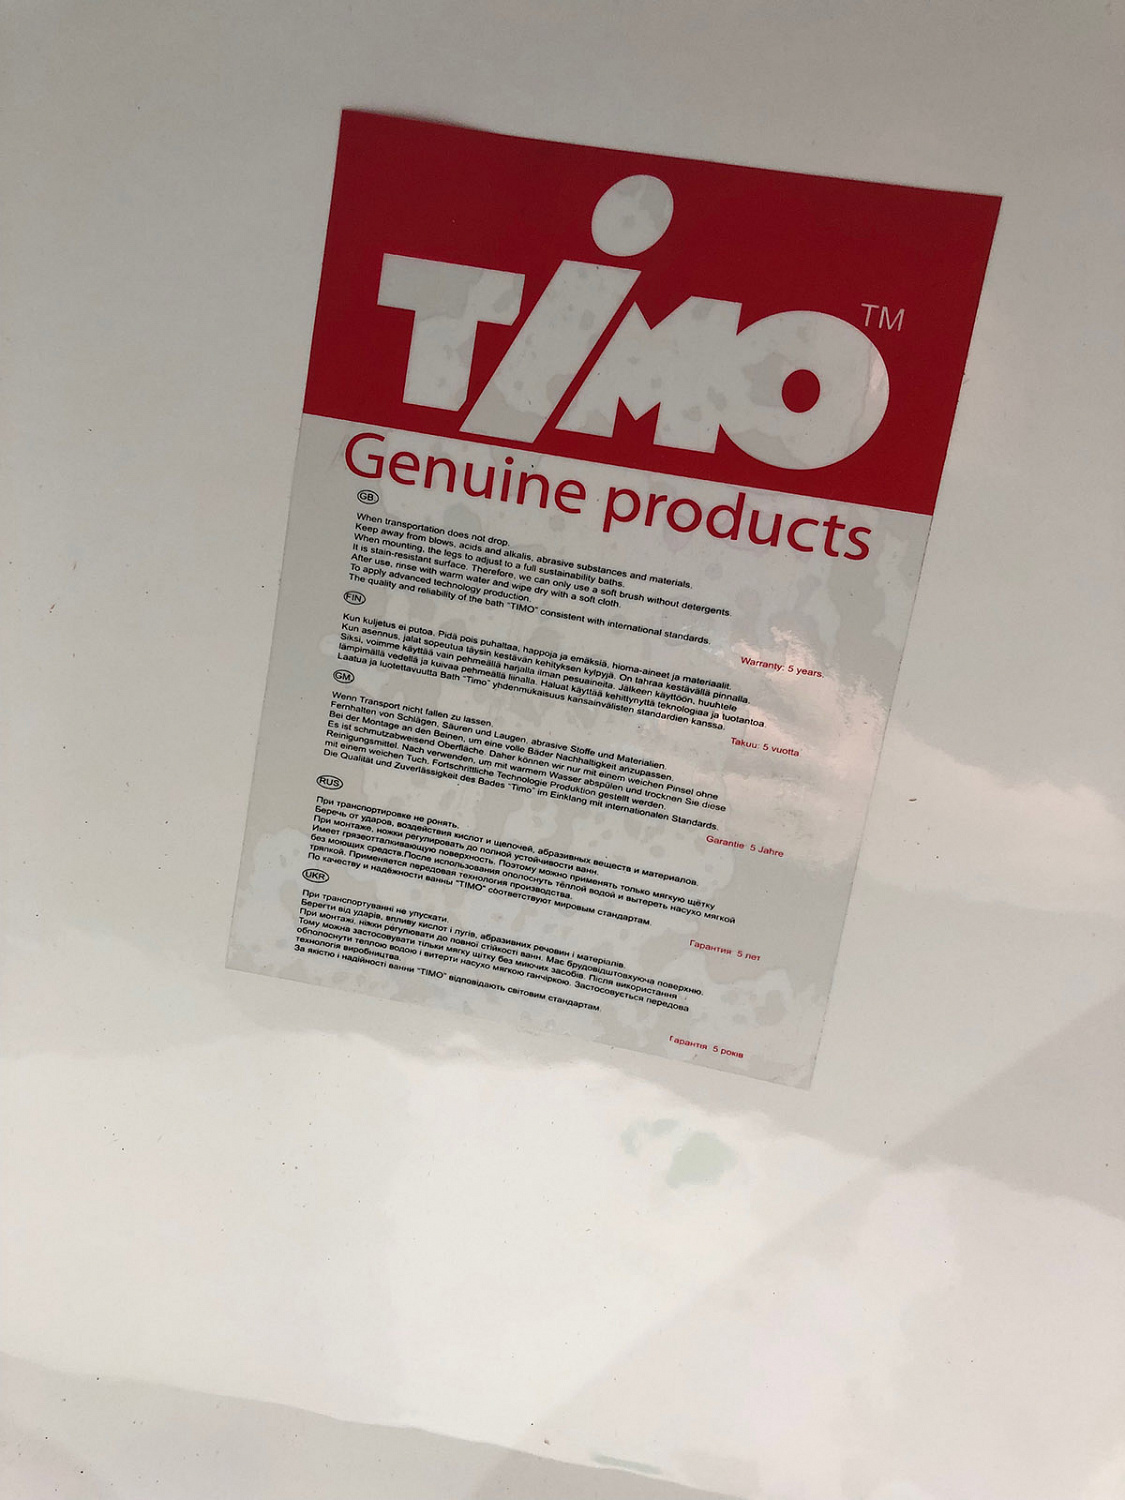 TiMO TM
Genuine products
GB
When transportation does not drop.
Keep away from blows, acids and alkalis, abrasive substances and materials.
When mounting, the legs to adjust to a full sustainability baths.
It is stain-resistant surface. Therefore, we can only use a soft brush without detergents.
After use, rinse with warm water and wipe dry with a soft cloth.
To apply advanced technology production.
The quality and reliability of the bath "TIMO" consistent with international standards.
Warranty: 5 years.
FIN
Kun kuljetus ei putoa. Pidä pois puhaltaa, happoja ja emäksiä, hioma-aineet ja materiaalit.
Kun asennus, jalat sopeutua täysin kestävän kehityksen kylpyjä. On tahraa kestävällä pinnalla.
Siksi, voimme käyttää vain pehmeällä harjalla ilman pesuaineita. Jälkeen käyttöön, huuhtele
lämpimällä vedellä ja kuivaa pehmeällä liinalla. Haluat käyttää kehittynyttä teknologiaa ja tuotantoa
Laatua ja luotettavuutta Bath "Timo" yhdenmukaisuus kansainvälisten standardien kanssa.
Takuu: 5 vuotta
GM
Wenn Transport nicht fallen zu lassen.
Fernhalten von Schlägen, Säuren und Laugen, abrasive Stoffe und Materialien.
Bei der Montage an den Beinen, um eine volle Bäder Nachhaltigkeit anzupassen.
Es ist schmutzabweisend Oberfläche. Daher können wir nur mit einem weichen Pinsel ohne
Reinigungsmittel. Nach verwenden, um mit warmem Wasser abspülen und trocknen Sie diese
mit einem weichen Tuch. Fortschrittliche Technologie Produktion gestellt werden.
Die Qualität und Zuverlässigkeit des Bades "Timo" im Einklang mit internationalen Standards.
Garantie 5 Jahre
RUS
При транспортировке не ронять.
Беречь от ударов, воздействия кислот и щелочей, абразивных веществ и материалов.
При монтаже, ножки регулировать до полной устойчивости ванн.
Имеет грязеотталкивающую поверхность. Поэтому можно применять только мягкую щётку
без моющих средств.После использования ополоснуть тёплой водой и вытереть насухо мягкой
тряпкой. Применяется передовая технология производства.
По качеству и надёжности ванны "TIMO" соответствуют мировым стандартам.
Гарантия 5 лет
UKR
При транспортуванні не упускати.
Берегти від ударів, впливу кислот і лугів, абразивних речовин і матеріалів.
При монтажі, ніжки регулювати до повної стійкості ванн. Має брудовідштовхуюча поверхню.
Тому можна застосовувати тільки мягку щітку без миючих засобів. Після використання
обполоснути теплою водою і витерти насухо мягкою ганчіркою. Застосовується передова
технологія виробництва.
За якістю і надійності ванни "TIMO" відповідають світовим стандартам
Гарантія 5 років